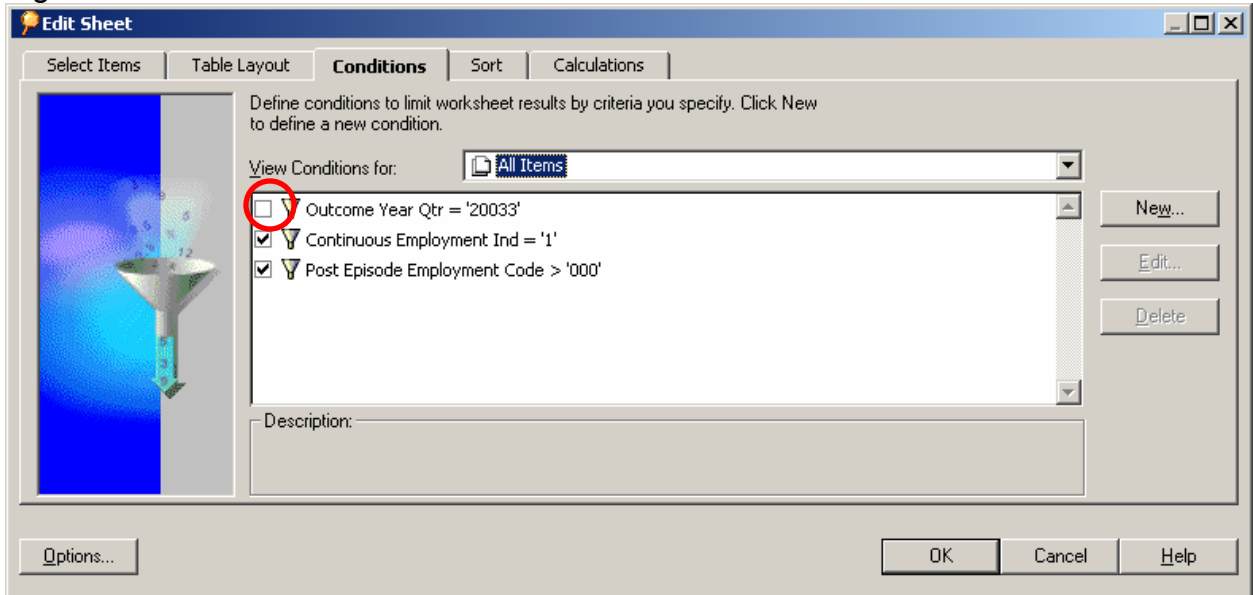 Edit Sheet
Select Items Table Layout Conditions Sort Calculations
Define conditions to limit worksheet results by criteria you specify. Click New
to define a new condition.
View Conditions for: All Items
Outcome Year Qtr = '20033'
Continuous Employment Ind = '1'
Post Episode Employment Code > '000'
New...
Edit...
Delete
Description:
Options... OK Cancel Help